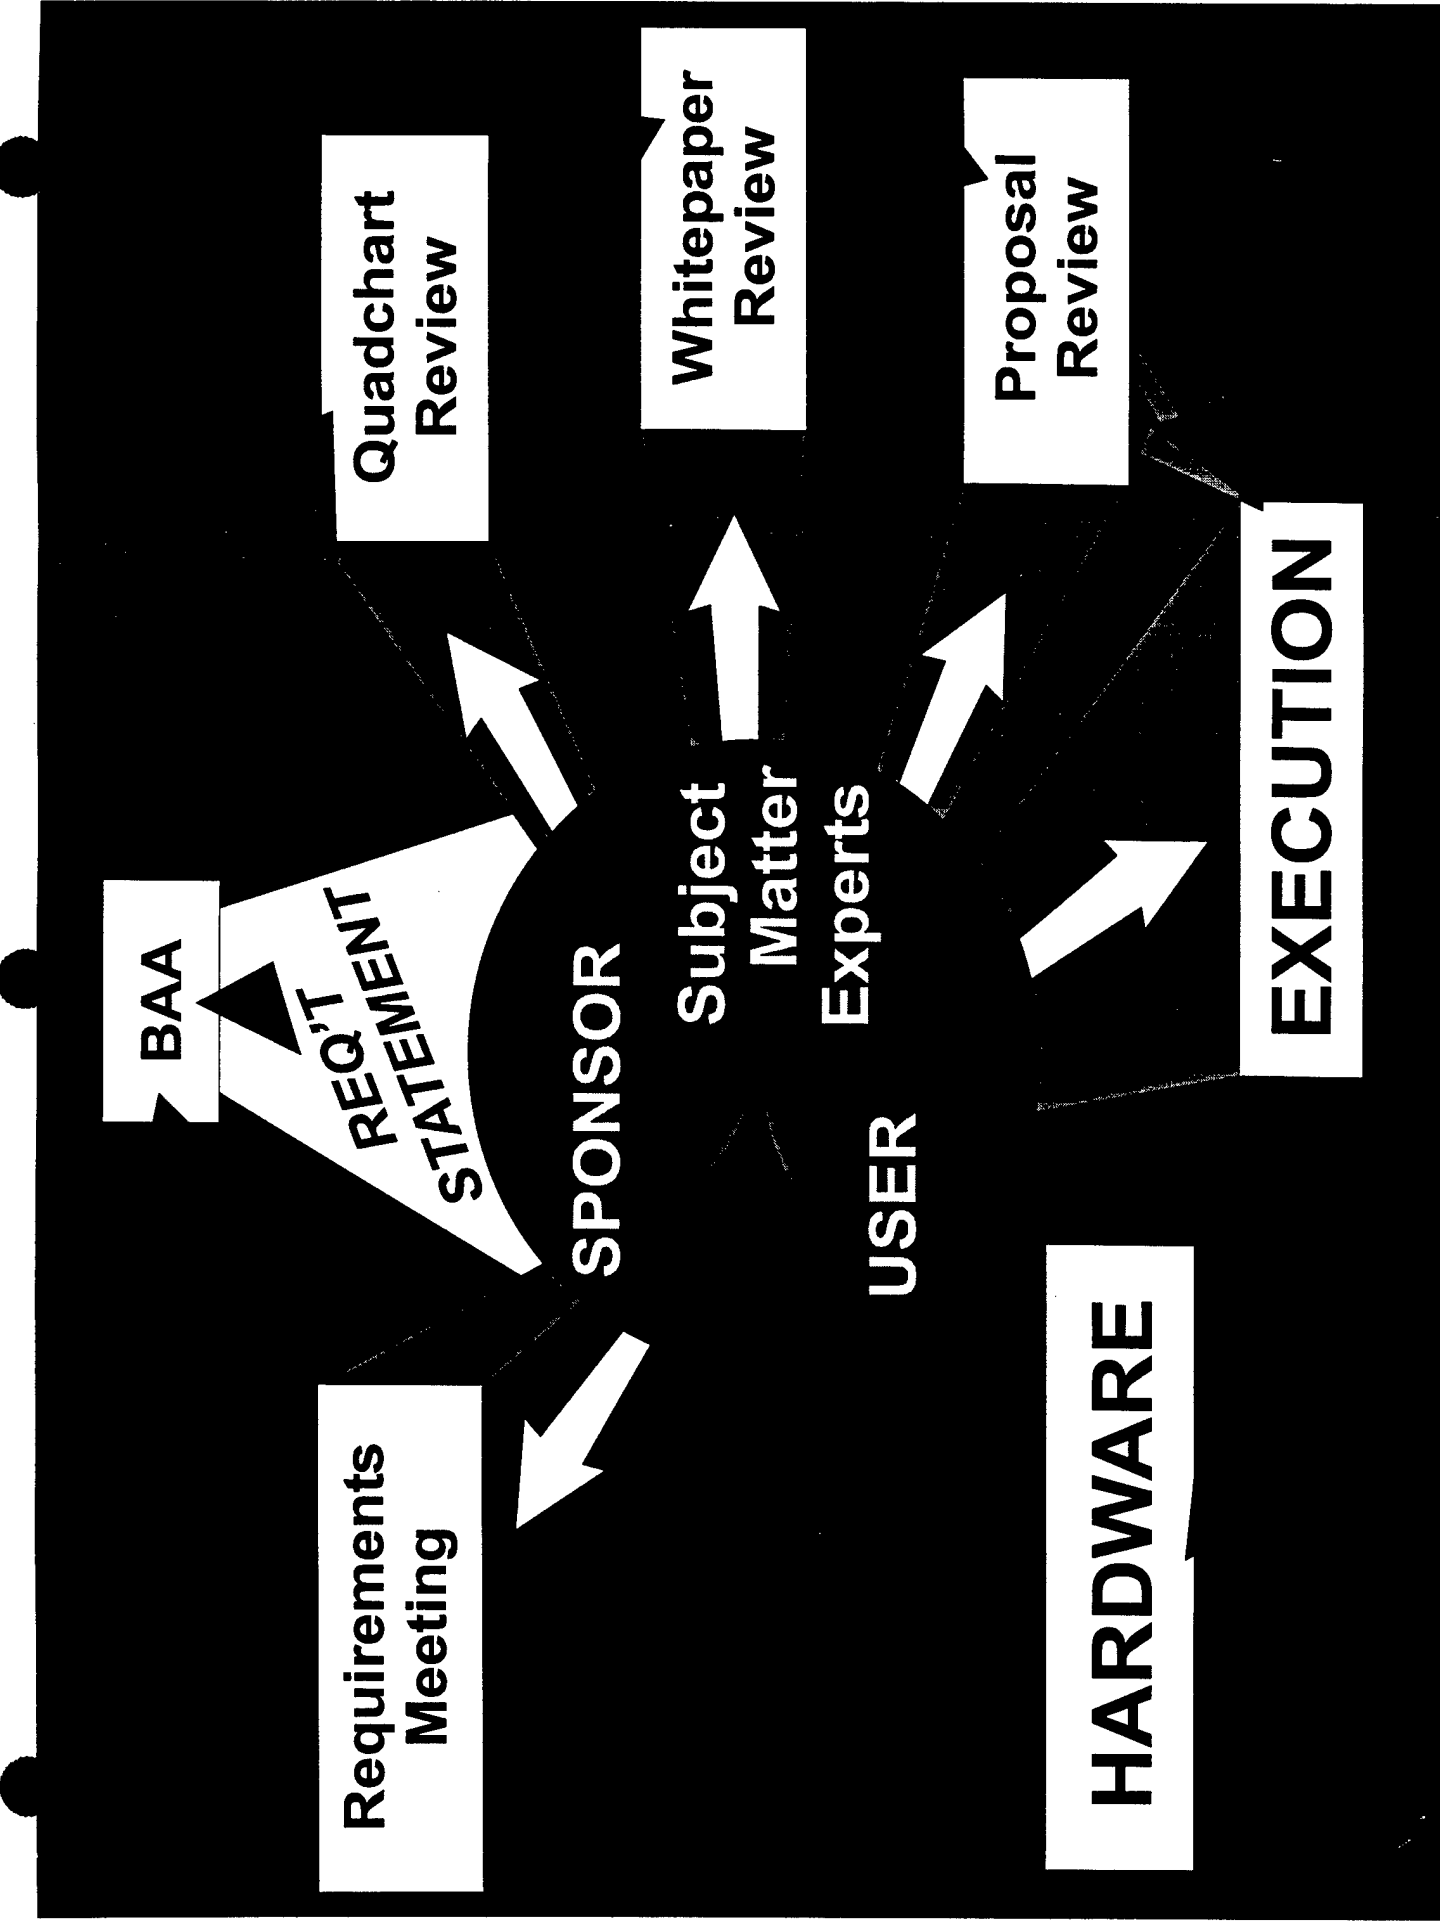 BAA
REQ'T
STATEMENT
Requirements
Meeting
Quadchart
Review
SPONSOR
Subject
Matter
Experts
Whitepaper
Review
USER
Proposal
Review
HARDWARE
EXECUTION